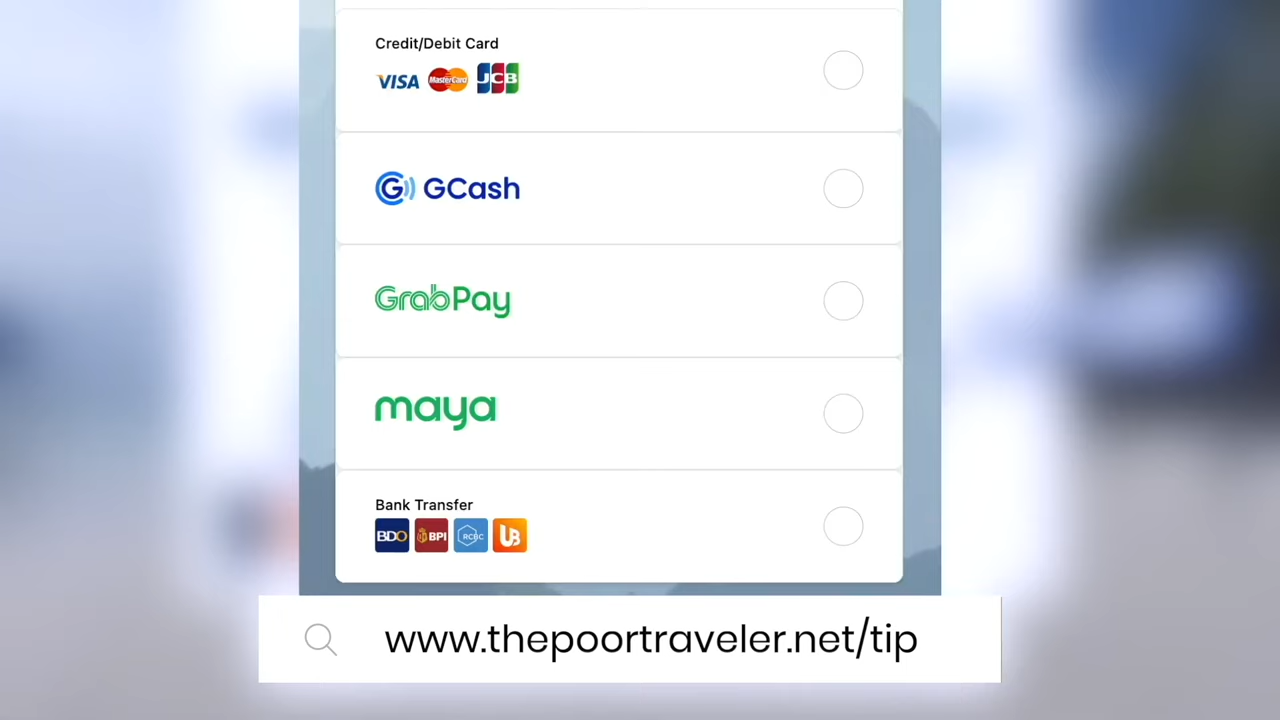 Credit/Debit Card
VISA MasterCard JCB
G GCash
GrabPay
maya
Bank Transfer
BDO BPI RCBC UB
www.thepoortraveler.net/tip